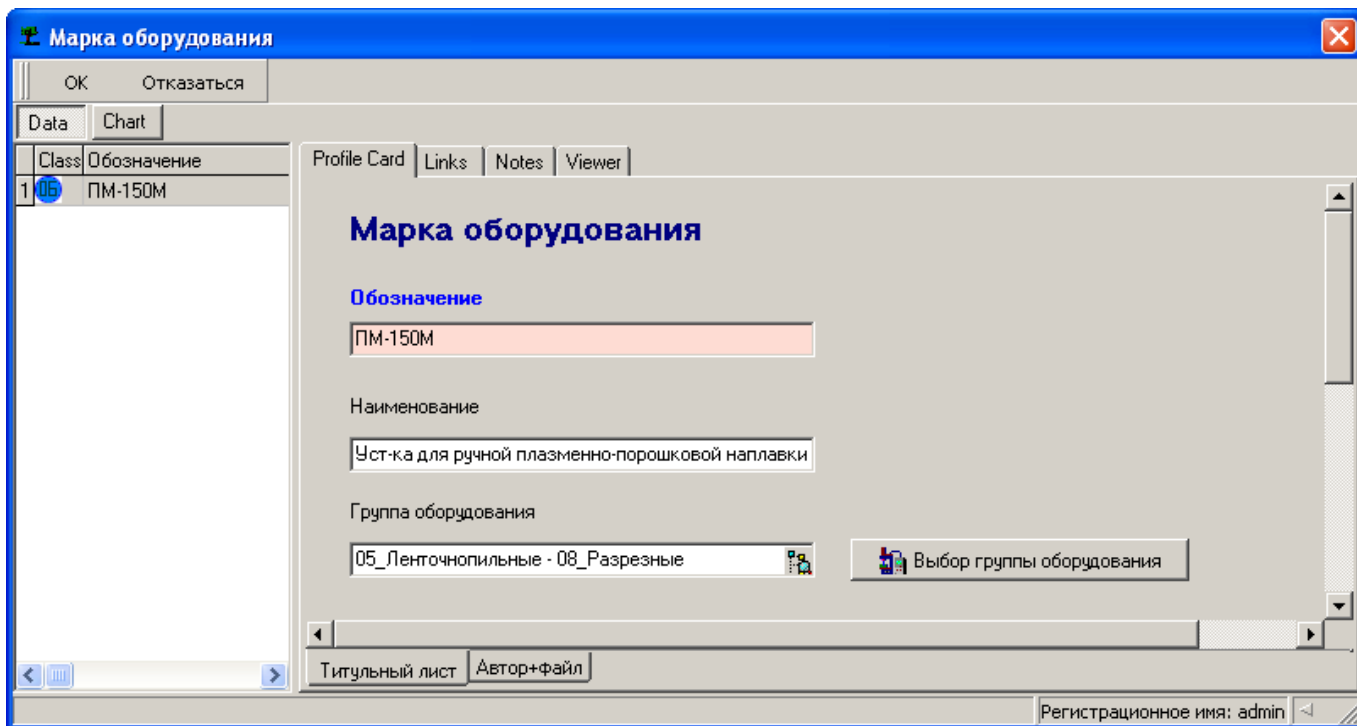 Марка оборудования
OK Отказаться
Data Chart
Class Обозначение
1 ОБ ПМ-150М
Profile Card Links Notes Viewer
Марка оборудования
Обозначение
ПМ-150М
Наименование
Уст-ка для ручной плазменно-порошковой наплавки
Группа оборудования
05_Ленточнопильные - 08_Разрезные
Выбор группы оборудования
Титульный лист Автор+файл
Регистрационное имя: admin